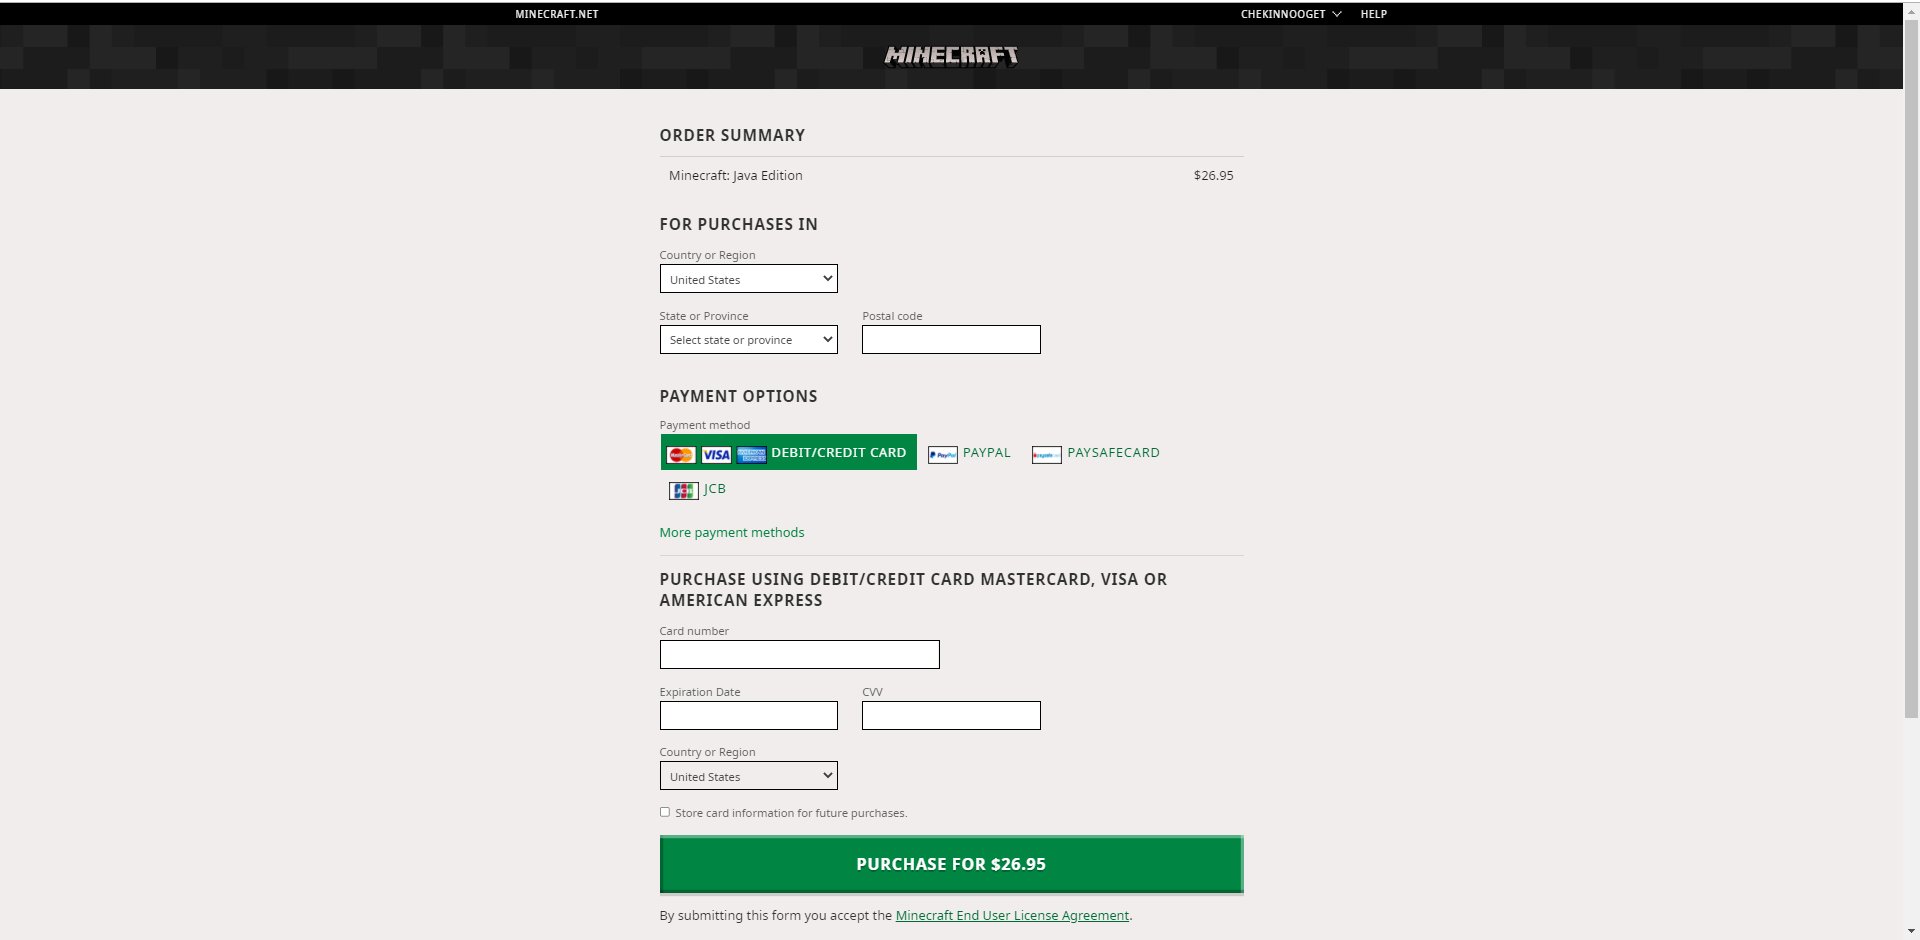 MINECRAFT.NET CHEKINNOOGET HELP
MINECRAFT
ORDER SUMMARY
Minecraft: Java Edition $26.95
FOR PURCHASES IN
Country or Region
United States
State or Province Postal code
Select state or province
PAYMENT OPTIONS
Payment method
VISA DEBIT/CREDIT CARD PayPal PAYPAL PAYSAFECARD
JCB JCB
More payment methods
PURCHASE USING DEBIT/CREDIT CARD MASTERCARD, VISA OR
AMERICAN EXPRESS
Card number
Expiration Date CVV
Country or Region
United States
Store card information for future purchases.
PURCHASE FOR $26.95
By submitting this form you accept the Minecraft End User License Agreement.